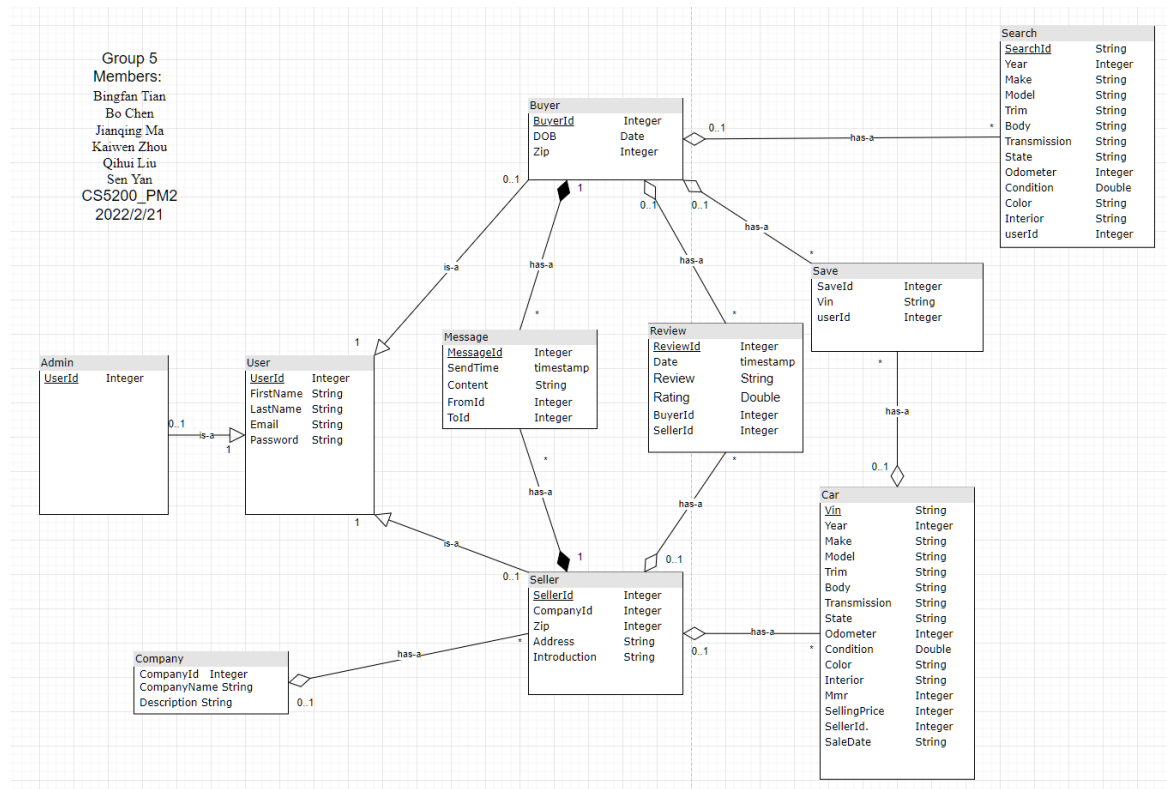 Group 5
Members:
Bingfan Tian
Bo Chen
Jianqing Ma
Kaiwen Zhou
Qihui Liu
Sen Yan
CS5200_PM2
2022/2/21
Buyer
BuyerId Integer
DOB Date
Zip Integer
Search
SearchId String
Year Integer
Make String
Model String
Trim String
Body String
Transmission String
State String
Odometer Integer
Condition Double
Color String
Interior String
userId Integer
0..1
has-a
*
0..1
is-a
1
1
has-a
*
0..1
has-a
*
0..1
has-a
*
Save
SaveId Integer
Vin String
userId Integer
Message
MessageId Integer
SendTime timestamp
Content String
FromId Integer
ToId Integer
Review
ReviewId Integer
Date timestamp
Review String
Rating Double
BuyerId Integer
SellerId Integer
Admin
UserId Integer
User
UserId Integer
FirstName String
LastName String
Email String
Password String
0..1
is-a
1
*
has-a
0..1
*
has-a
1
*
has-a
0..1
1
is-a
0..1
Seller
SellerId Integer
CompanyId Integer
Zip Integer
Address String
Introduction String
0..1
has-a
*
Car
Vin String
Year Integer
Make String
Model String
Trim String
Body String
Transmission String
State String
Odometer Integer
Condition Double
Color String
Interior String
Mmr Integer
SellingPrice Integer
SellerId. Integer
SaleDate String
Company
CompanyId Integer
CompanyName String
Description String
0..1
has-a
*